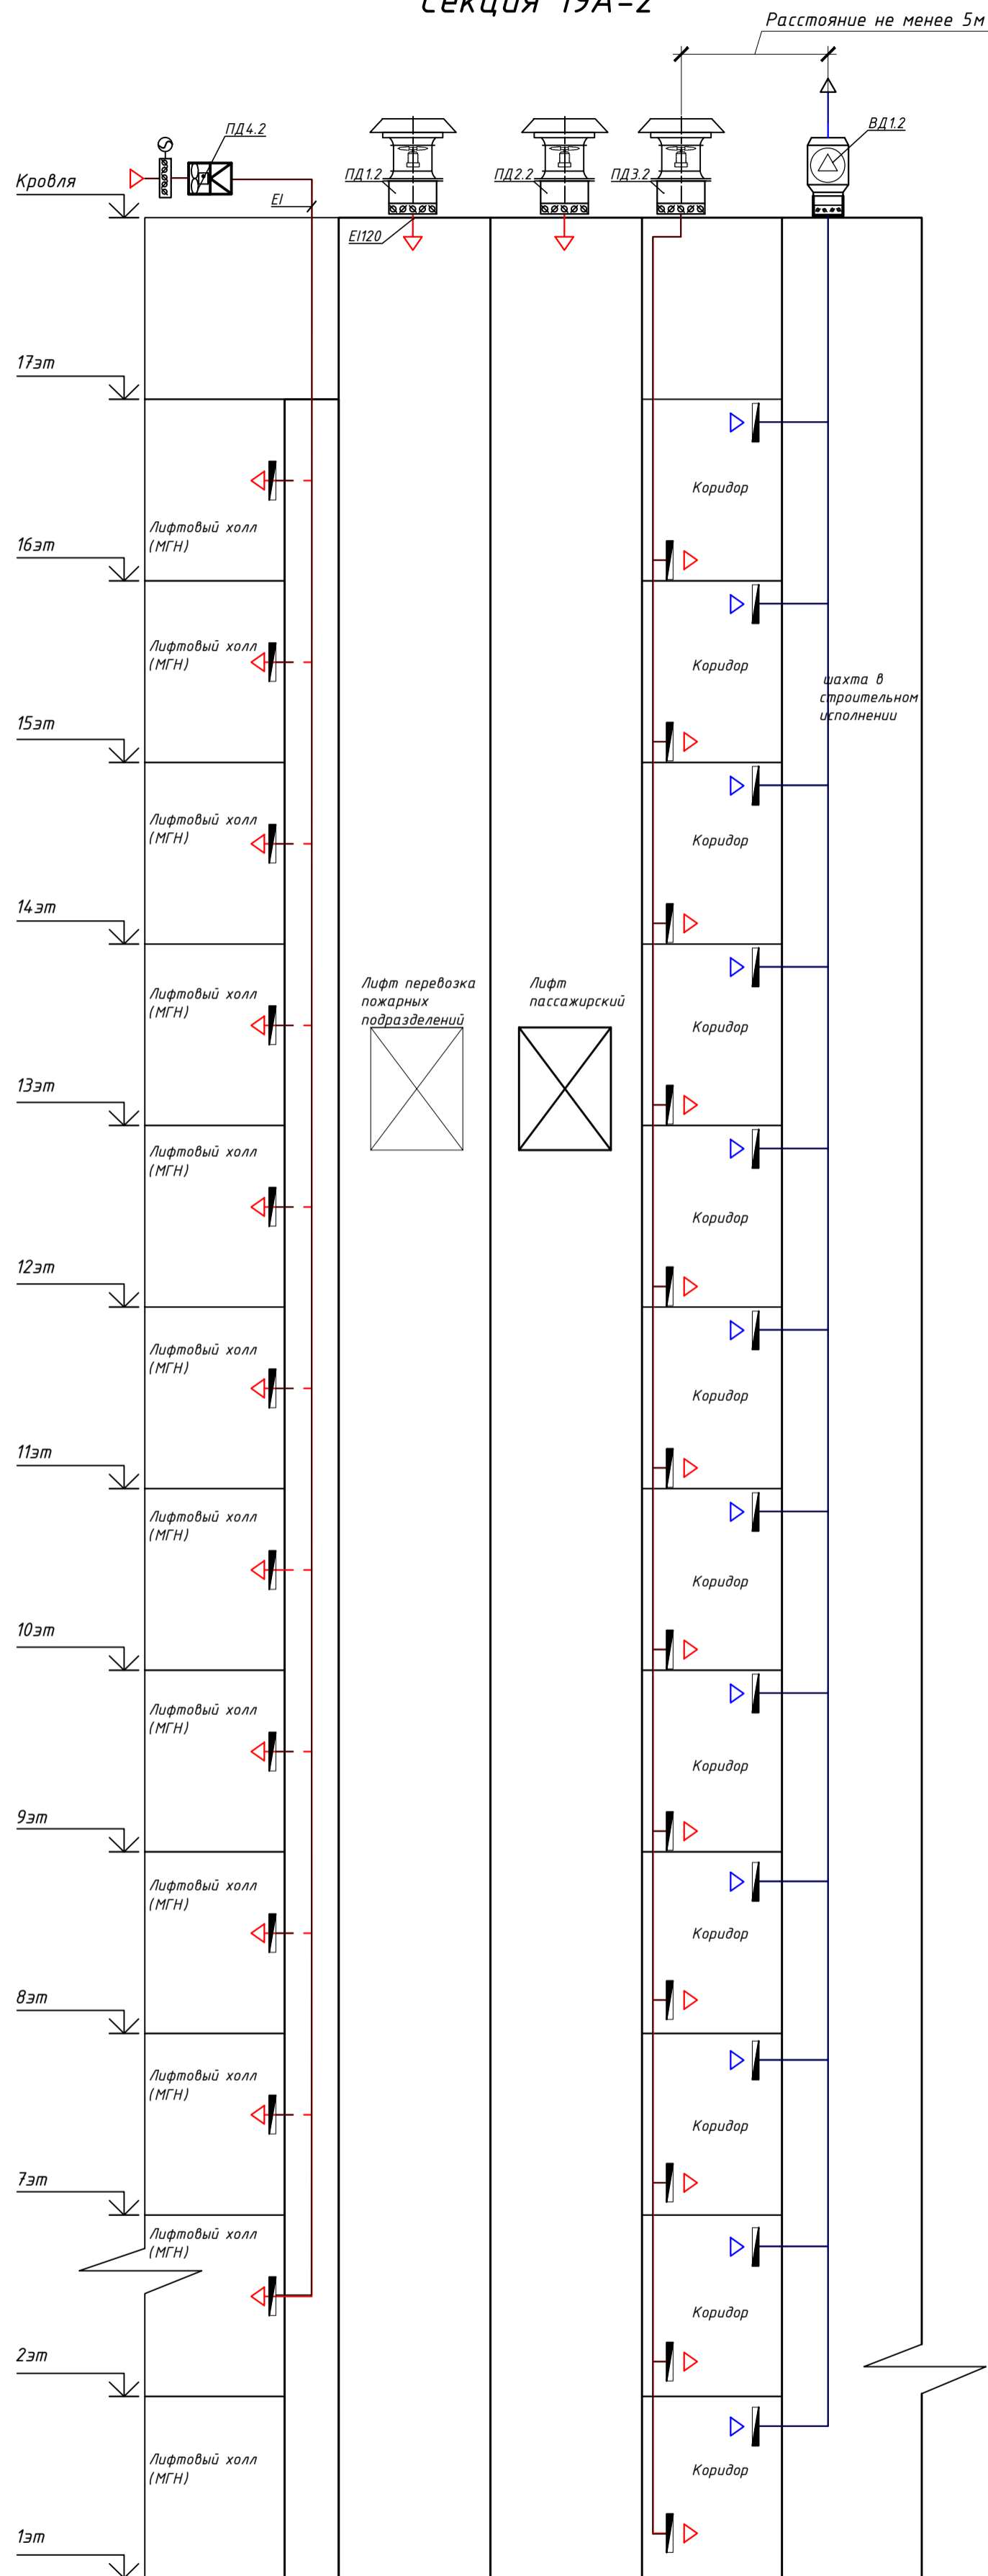 секция 19А-2
Расстояние не менее 5м
ПД4.2
ВД1.2
ПД1.2
ПД2.2
ПД3.2
Кровля
EI
EI120
17эт
Коридор
Лифтовый холл
(МГН)
16эт
Лифтовый холл
(МГН)
Коридор
шахта в
строительном
исполнении
15эт
Лифтовый холл
(МГН)
Коридор
14эт
Лифт перевозка
пожарных
подразделений
Лифт
пассажирский
Лифтовый холл
(МГН)
Коридор
13эт
Лифтовый холл
(МГН)
Коридор
12эт
Лифтовый холл
(МГН)
Коридор
11эт
Лифтовый холл
(МГН)
Коридор
10эт
Лифтовый холл
(МГН)
Коридор
9эт
Лифтовый холл
(МГН)
Коридор
8эт
Лифтовый холл
(МГН)
Коридор
7эт
Лифтовый холл
(МГН)
Коридор
2эт
Лифтовый холл
(МГН)
Коридор
1эт